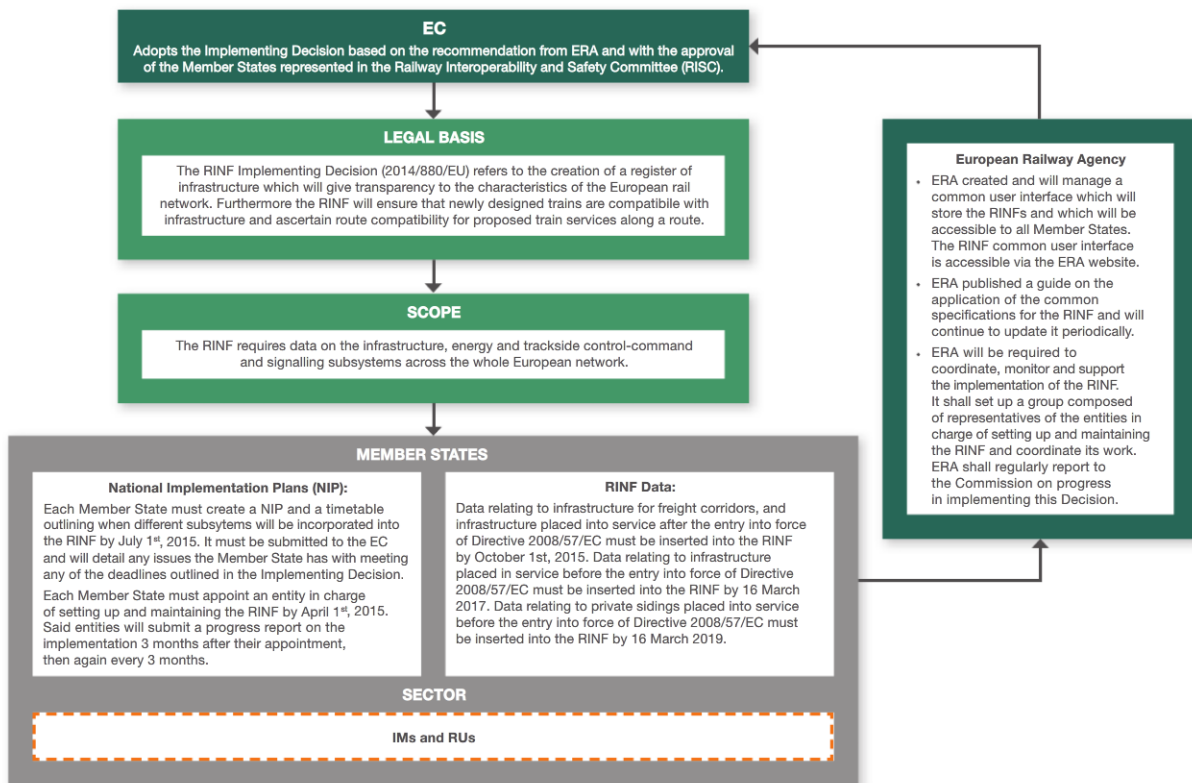 EC
Adopts the Implementing Decision based on the recommendation from ERA and with the approval
of the Member States represented in the Railway Interoperability and Safety Committee (RISC).
LEGAL BASIS
The RINF Implementing Decision (2014/880/EU) refers to the creation of a register of
infrastructure which will give transparency to the characteristics of the European rail
network. Furthermore the RINF will ensure that newly designed trains are compatibile with
infrastructure and ascertain route compatibility for proposed train services along a route.
SCOPE
The RINF requires data on the infrastructure, energy and trackside control-command
and signalling subsystems across the whole European network.
MEMBER STATES
National Implementation Plans (NIP):
Each Member State must create a NIP and a timetable
outlining when different subsytems will be incorporated into
the RINF by July 1st, 2015. It must be submitted to the EC
and will detail any issues the Member State has with meeting
any of the deadlines outlined in the Implementing Decision.
Each Member State must appoint an entity in charge
of setting up and maintaining the RINF by April 1st, 2015.
Said entities will submit a progress report on the
implementation 3 months after their appointment,
then again every 3 months.
RINF Data:
Data relating to infrastructure for freight corridors, and
infrastructure placed into service after the entry into force
of Directive 2008/57/EC must be inserted into the RINF
by October 1st, 2015. Data relating to infrastructure
placed in service before the entry into force of Directive
2008/57/EC must be inserted into the RINF by 16 March
2017. Data relating to private sidings placed into service
before the entry into force of Directive 2008/57/EC must
be inserted into the RINF by 16 March 2019.
SECTOR
IMs and RUs
European Railway Agency
• ERA created and will manage a
common user interface which will
store the RINFs and which will be
accessible to all Member States.
The RINF common user interface
is accessible via the ERA website.
• ERA published a guide on the
application of the common
specifications for the RINF and will
continue to update it periodically.
• ERA will be required to
coordinate, monitor and support
the implementation of the RINF.
It shall set up a group composed
of representatives of the entities in
charge of setting up and maintaining
the RINF and coordinate its work.
ERA shall regularly report to
the Commission on progress
in implementing this Decision.